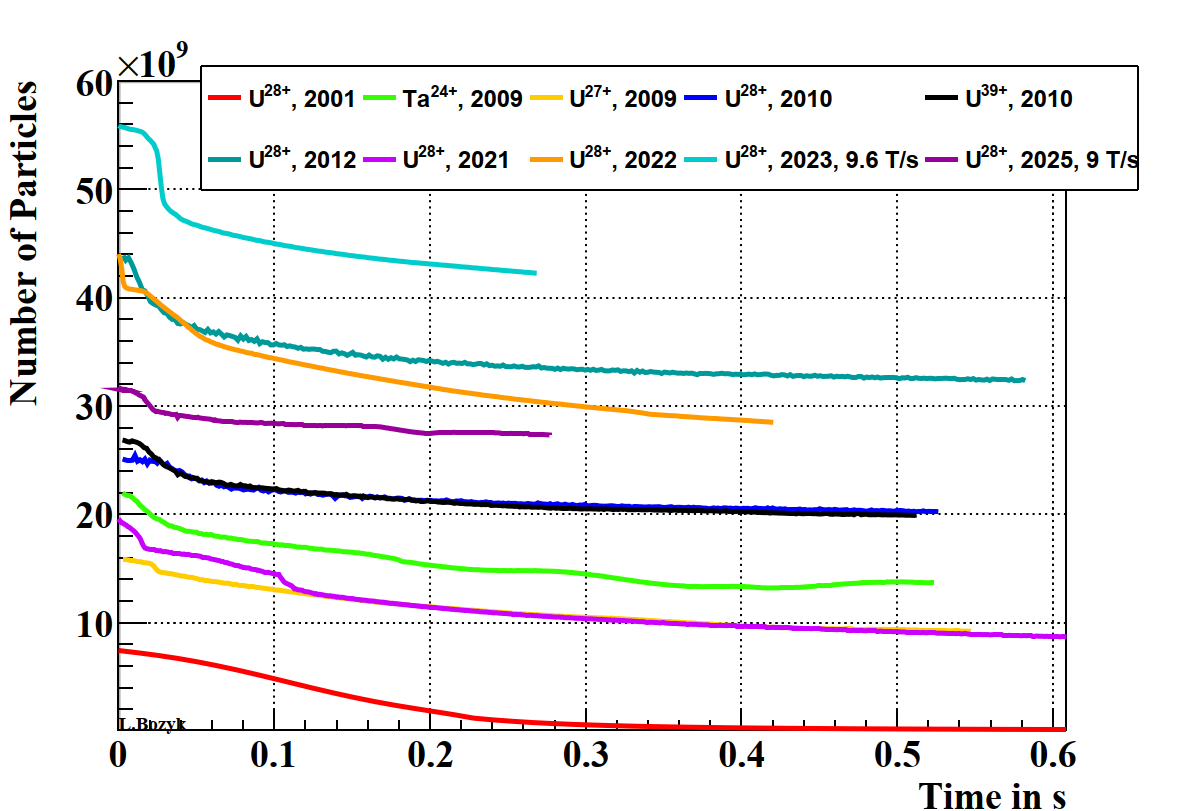 ×10⁹
U²⁸⁺, 2001 Ta²⁴⁺, 2009 U²⁷⁺, 2009 U²⁸⁺, 2010 U³⁹⁺, 2010
U²⁸⁺, 2012 U²⁸⁺, 2021 U²⁸⁺, 2022 U²⁸⁺, 2023, 9.6 T/s U²⁸⁺, 2025, 9 T/s
Number of Particles
60
50
40
30
20
10
L.Bozyk
0 0.1 0.2 0.3 0.4 0.5 0.6
Time in s